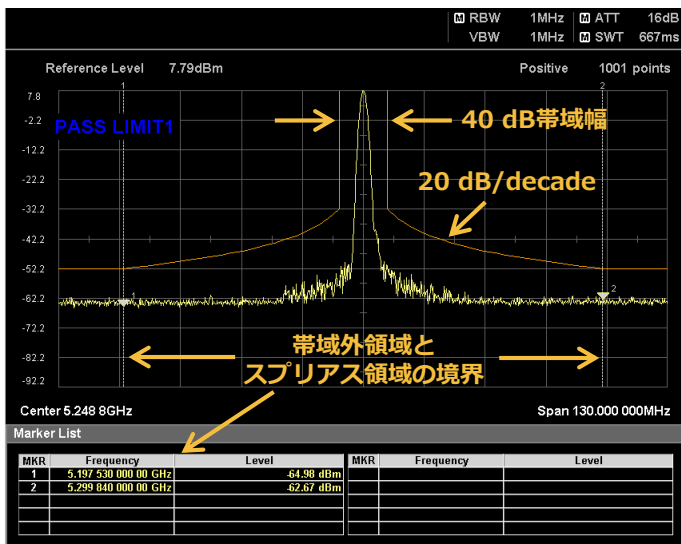 M RBW 1MHz M ATT 16dB
VBW 1MHz M SWT 667ms
Reference Level 7.79dBm Positive 1001 points
1 2
7.8
-2.2
PASS LIMIT1
40 dB帯域幅
-12.2
-22.2
20 dB/decade
-32.2
-42.2
-52.2
-62.2
1 2
-72.2
-82.2
-92.2
帯域外領域と
スプリアス領域の境界
Center 5.248 8GHz Span 130.000 000MHz
Marker List
MKR Frequency Level MKR Frequency Level
1 5.197 530 000 00 GHz -64.98 dBm
2 5.299 840 000 00 GHz -62.67 dBm